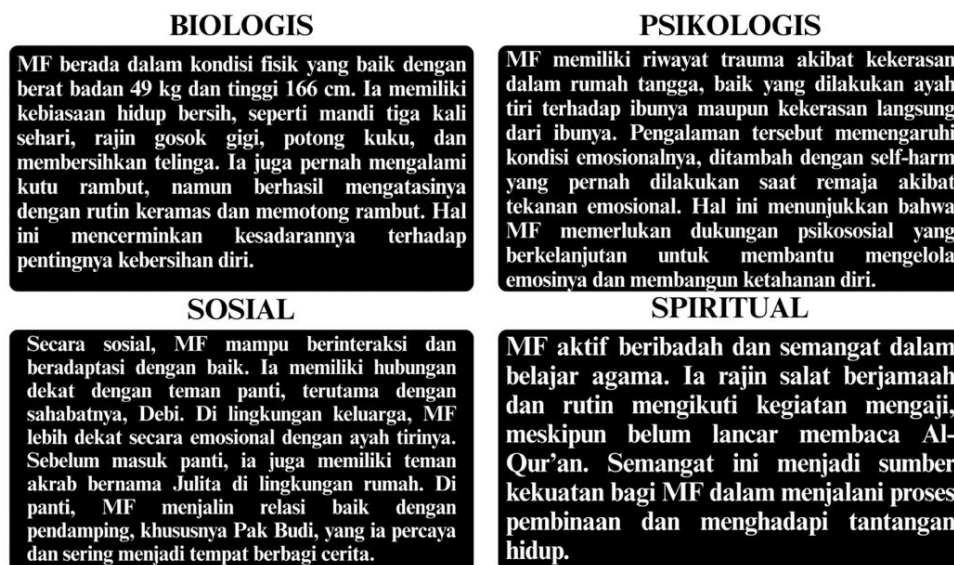 BIOLOGIS
MF berada dalam kondisi fisik yang baik dengan
berat badan 49 kg dan tinggi 166 cm. Ia memiliki
kebiasaan hidup bersih, seperti mandi tiga kali
sehari, rajin gosok gigi, potong kuku, dan
membersihkan telinga. Ia juga pernah mengalami
kutu rambut, namun berhasil mengatasinya
dengan rutin keramas dan memotong rambut. Hal
ini mencerminkan kesadarannya terhadap
pentingnya kebersihan diri.
PSIKOLOGIS
MF memiliki riwayat trauma akibat kekerasan
dalam rumah tangga, baik yang dilakukan ayah
tiri terhadap ibunya maupun kekerasan langsung
dari ibunya. Pengalaman tersebut memengaruhi
kondisi emosionalnya, ditambah dengan self-harm
yang pernah dilakukan saat remaja akibat
tekanan emosional. Hal ini menunjukkan bahwa
MF memerlukan dukungan psikososial yang
berkelanjutan untuk membantu mengelola
emosinya dan membangun ketahanan diri.
SOSIAL
Secara sosial, MF mampu berinteraksi dan
beradaptasi dengan baik. Ia memiliki hubungan
dekat dengan teman panti, terutama dengan
sahabatnya, Debi. Di lingkungan keluarga, MF
lebih dekat secara emosional dengan ayah tirinya.
Sebelum masuk panti, ia juga memiliki teman
akrab bernama Julita di lingkungan rumah. Di
panti, MF menjalin relasi baik dengan
pendamping, khususnya Pak Budi, yang ia percaya
dan sering menjadi tempat berbagi cerita.
SPIRITUAL
MF aktif beribadah dan semangat dalam
belajar agama. Ia rajin salat berjamaah
dan rutin mengikuti kegiatan mengaji,
meskipun belum lancar membaca Al-
Qur'an. Semangat ini menjadi sumber
kekuatan bagi MF dalam menjalani proses
pembinaan dan menghadapi tantangan
hidup.